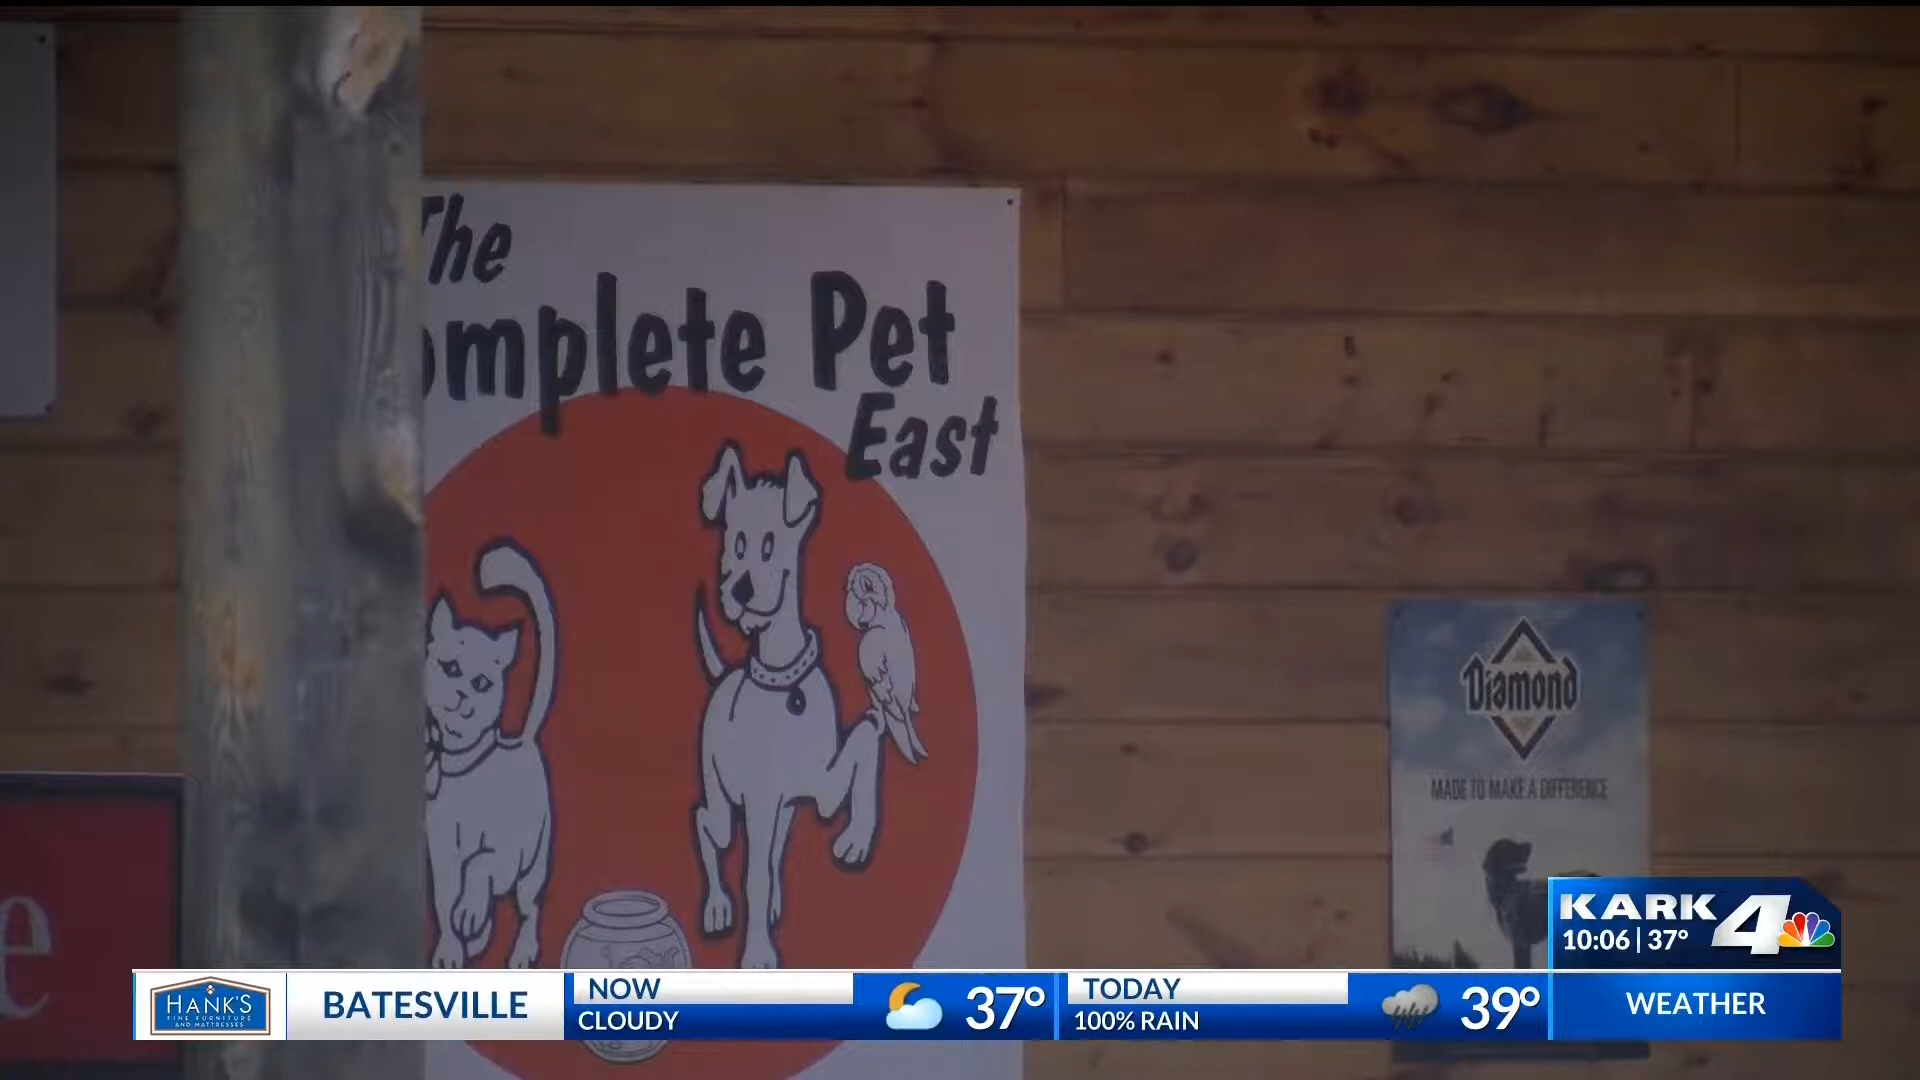 The
omplete Pet
East
Diamond
MADE TO MAKE A DIFFERENCE
e
KARK 4
10:06 | 37°
HANK'S
FINE FURNITURE
AND MATTRESSES
BATESVILLE
NOW
CLOUDY
37°
TODAY
100% RAIN
39°
WEATHER